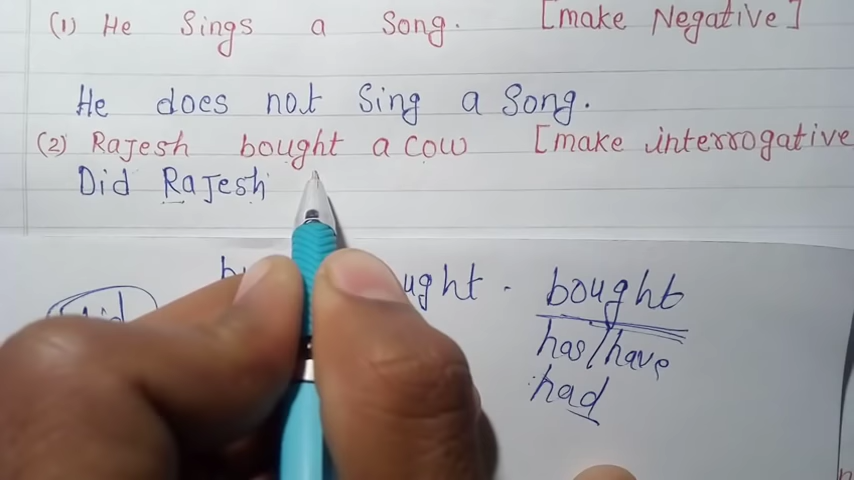 (1) He Sings a Song. [make Negative]
He does not Sing a Song.
(2) Rajesh bought a cow [make interrogative
Did Rajesh
bought
has/have
had